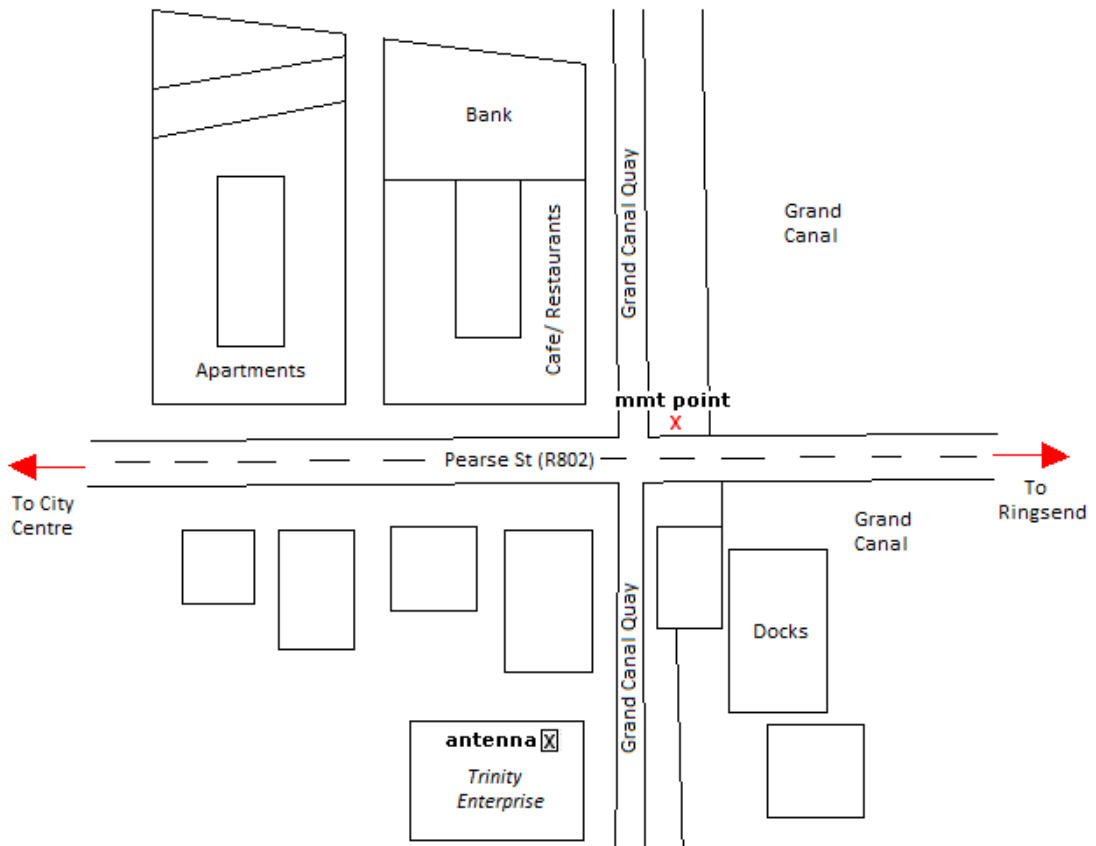 Bank
Grand Canal Quay
Grand
Canal
Cafe/ Restaurants
Apartments
mmt point
X
Pearse St (R802)
To City
Centre
To
Ringsend
Grand
Canal
Grand Canal Quay
Docks
antenna X
Trinity
Enterprise